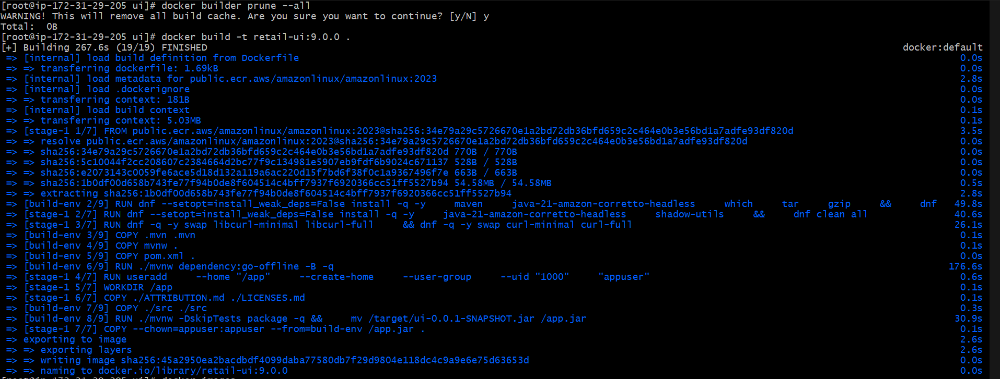 [root@ip-172-31-29-205 ui]# docker builder prune --all
WARNING! This will remove all build cache. Are you sure you want to continue? [y/N] y
Total:  0B
[root@ip-172-31-29-205 ui]# docker build -t retail-ui:9.0.0 .
[+] Building 267.6s (19/19) FINISHED docker:default
=> [internal] load build definition from Dockerfile 0.0s
=> => transferring dockerfile: 1.69kB 0.0s
=> [internal] load metadata for public.ecr.aws/amazonlinux/amazonlinux:2023 2.8s
=> [internal] load .dockerignore 0.0s
=> => transferring context: 181B 0.0s
=> [internal] load build context 0.1s
=> => transferring context: 5.03MB 0.1s
=> [stage-1 1/7] FROM public.ecr.aws/amazonlinux/amazonlinux:2023@sha256:34e79a29c5726670e1a2bd72db36bfd659c2c464e0b3e56bd1a7adfe93df820d 3.5s
=> => resolve public.ecr.aws/amazonlinux/amazonlinux:2023@sha256:34e79a29c5726670e1a2bd72db36bfd659c2c464e0b3e56bd1a7adfe93df820d 0.0s
=> => sha256:34e79a29c5726670e1a2bd72db36bfd659c2c464e0b3e56bd1a7adfe93df820d 770B / 770B 0.0s
=> => sha256:5c10044f2cc208607c2384664d2bc77f9c134981e5907eb9fdf6b9024c671137 528B / 528B 0.0s
=> => sha256:e2073143c0059fe6ace5d18d132a119a6ac220d15f7bd6f38f0c1a9367496f7e 663B / 663B 0.0s
=> => sha256:1b0df00d658b743fe77f94b0de8f604514c4bff7937f6920366cc51ff5527b94 54.58MB / 54.58MB 0.5s
=> => extracting sha256:1b0df00d658b743fe77f94b0de8f604514c4bff7937f6920366cc51ff5527b94 2.8s
=> [build-env 2/9] RUN dnf --setopt=install_weak_deps=False install -q -y     maven     java-21-amazon-corretto-headless     which     tar     gzip     &&     dnf 49.8s
=> [stage-1 2/7] RUN dnf --setopt=install_weak_deps=False install -q -y     java-21-amazon-corretto-headless     shadow-utils     &&     dnf clean all 40.6s
=> [stage-1 3/7] RUN dnf -q -y swap libcurl-minimal libcurl-full     && dnf -q -y swap curl-minimal curl-full 26.1s
=> [build-env 3/9] COPY .mvn .mvn 0.1s
=> [build-env 4/9] COPY mvnw . 0.1s
=> [build-env 5/9] COPY pom.xml . 0.0s
=> [build-env 6/9] RUN ./mvnw dependency:go-offline -B -q 176.6s
=> [stage-1 4/7] RUN useradd     --home "/app"     --create-home     --user-group     --uid "1000"     "appuser" 0.6s
=> [stage-1 5/7] WORKDIR /app 0.1s
=> [stage-1 6/7] COPY ./ATTRIBUTION.md ./LICENSES.md 0.1s
=> [build-env 7/9] COPY ./src ./src 0.3s
=> [build-env 8/9] RUN ./mvnw -DskipTests package -q &&     mv /target/ui-0.0.1-SNAPSHOT.jar /app.jar 30.9s
=> [stage-1 7/7] COPY --chown=appuser:appuser --from=build-env /app.jar . 0.1s
=> exporting to image 2.6s
=> => exporting layers 2.6s
=> => writing image sha256:45a2950ea2bacdbdf4099daba77580db7f29d9804e118dc4c9a9e6e75d63653d 0.0s
=> => naming to docker.io/library/retail-ui:9.0.0 0.0s
[root@ip-172-31-29-205 ui]# docker images